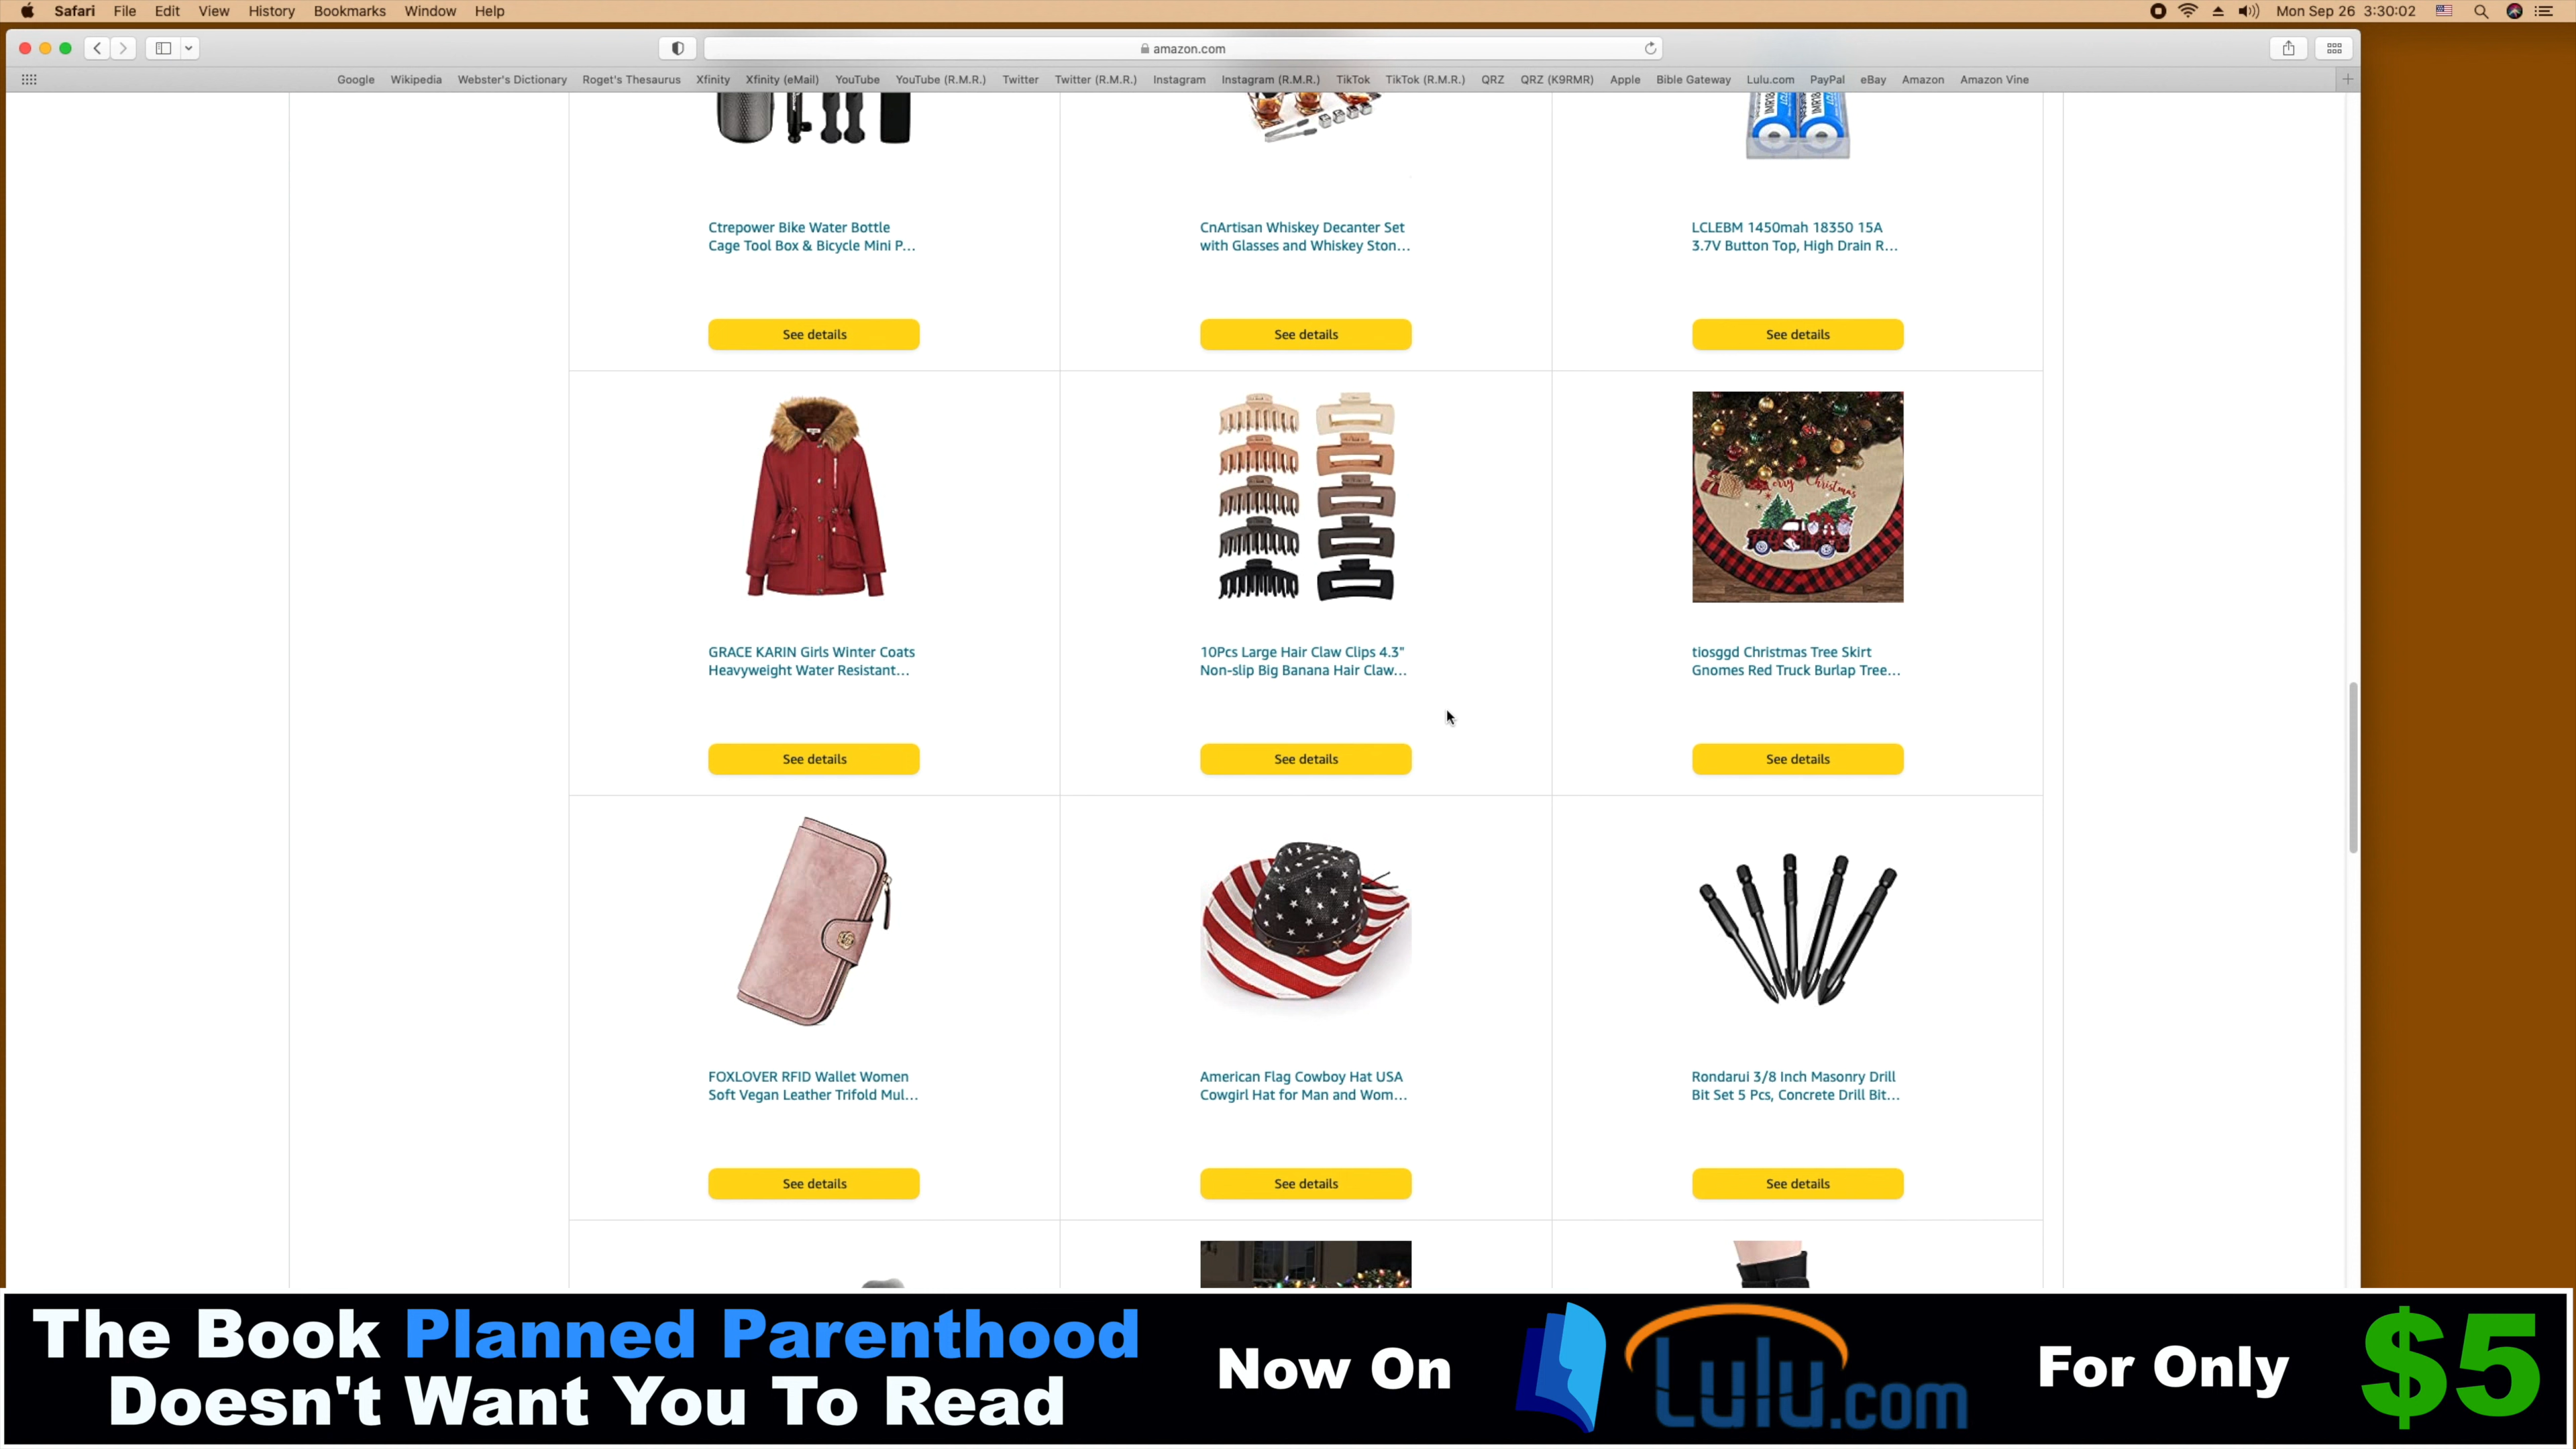 Safari File Edit View History Bookmarks Window Help
Mon Sep 26 3:30:02
amazon.com
Google Wikipedia Webster's Dictionary Roget's Thesaurus Xfinity Xfinity (eMail) YouTube YouTube (R.M.R.) Twitter Twitter (R.M.R.) Instagram Instagram (R.M.R.) TikTok TikTok (R.M.R.) QRZ QRZ (K9RMR) Apple Bible Gateway Lulu.com PayPal eBay Amazon Amazon Vine
Ctrepower Bike Water Bottle
Cage Tool Box & Bicycle Mini P...
See details
CnArtisan Whiskey Decanter Set
with Glasses and Whiskey Ston...
See details
LCLEBM 1450mah 18350 15A
3.7V Button Top, High Drain R...
See details
GRACE KARIN Girls Winter Coats
Heavyweight Water Resistant...
See details
10Pcs Large Hair Claw Clips 4.3"
Non-slip Big Banana Hair Claw...
See details
Merry Christmas
tiosggd Christmas Tree Skirt
Gnomes Red Truck Burlap Tree...
See details
FOXLOVER RFID Wallet Women
Soft Vegan Leather Trifold Mul...
See details
American Flag Cowboy Hat USA
Cowgirl Hat for Man and Wom...
See details
Rondarui 3/8 Inch Masonry Drill
Bit Set 5 Pcs, Concrete Drill Bit...
See details
The Book Planned Parenthood
Doesn't Want You To Read
Now On
Lulu.com
For Only
$5